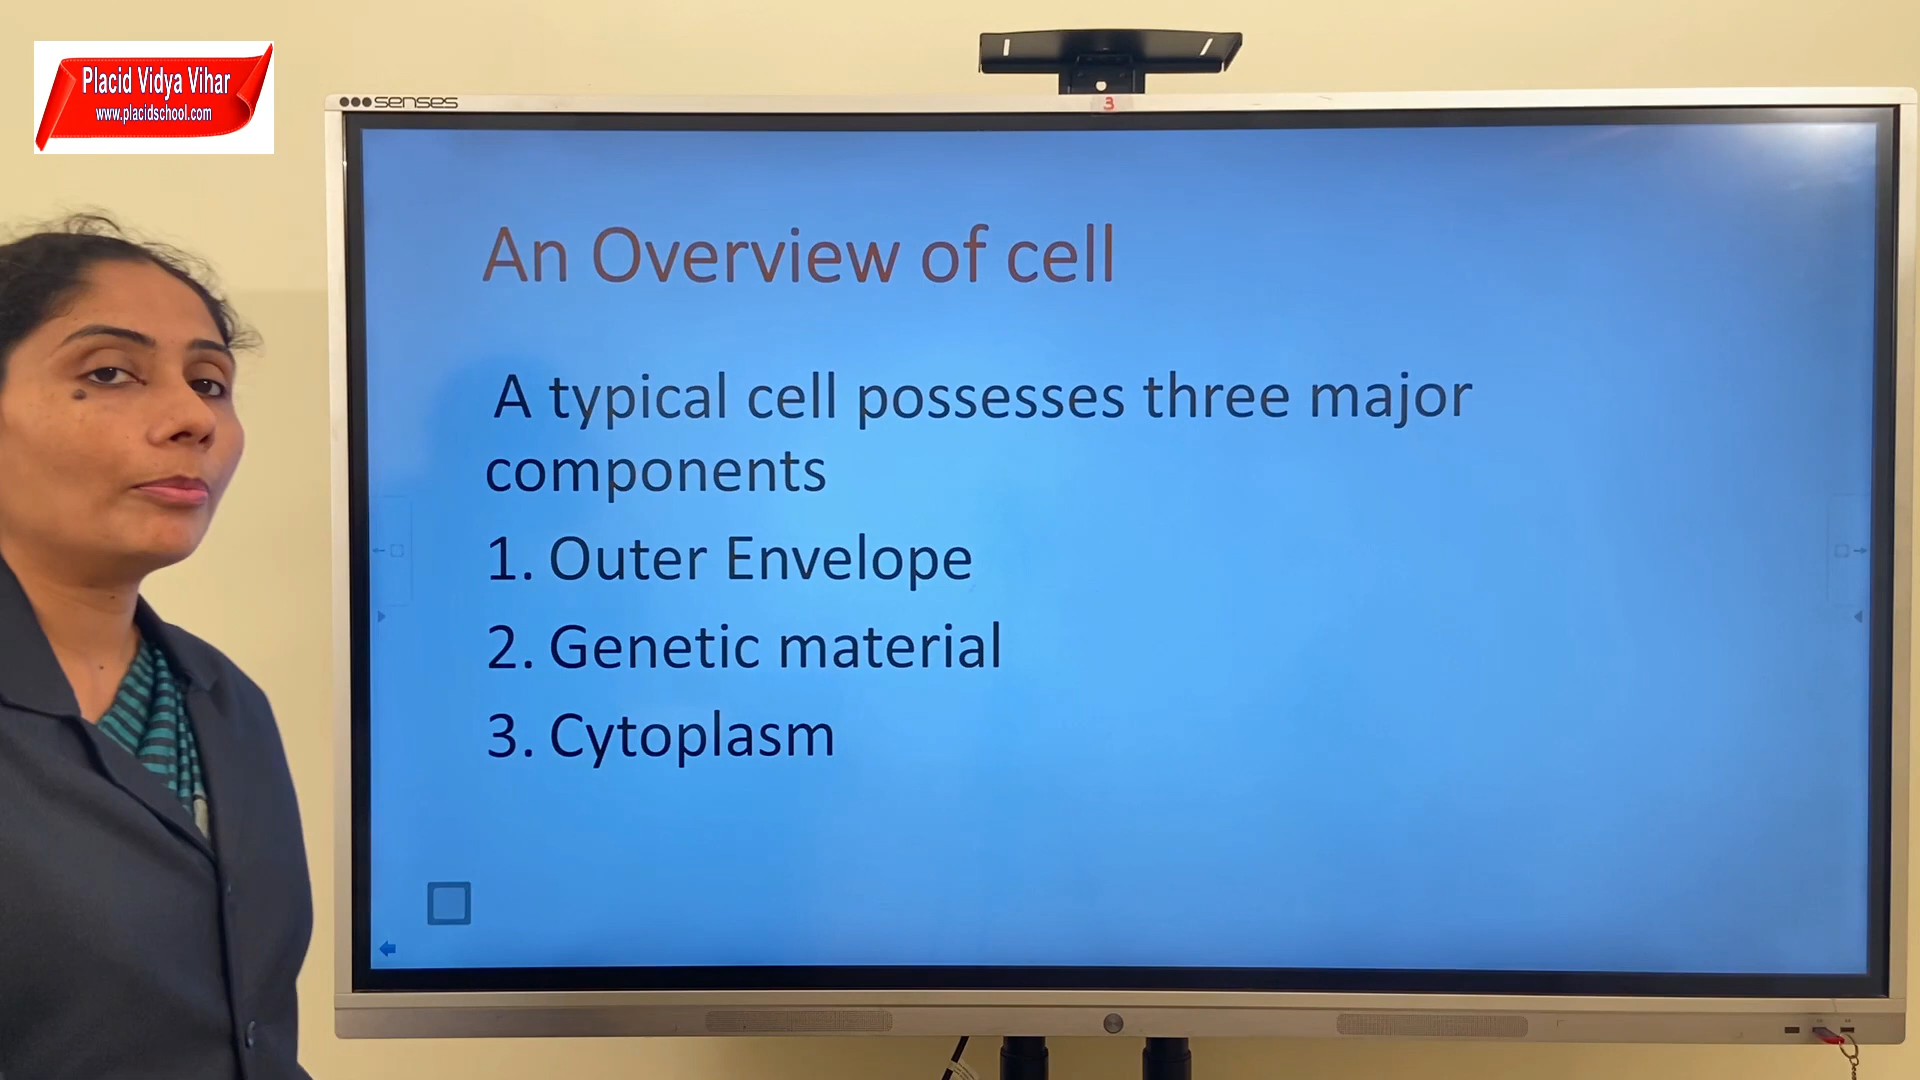 Placid Vidya Vihar
www.placidschool.com
senses
3
An Overview of cell
A typical cell possesses three major
components
1. Outer Envelope
2. Genetic material
3. Cytoplasm